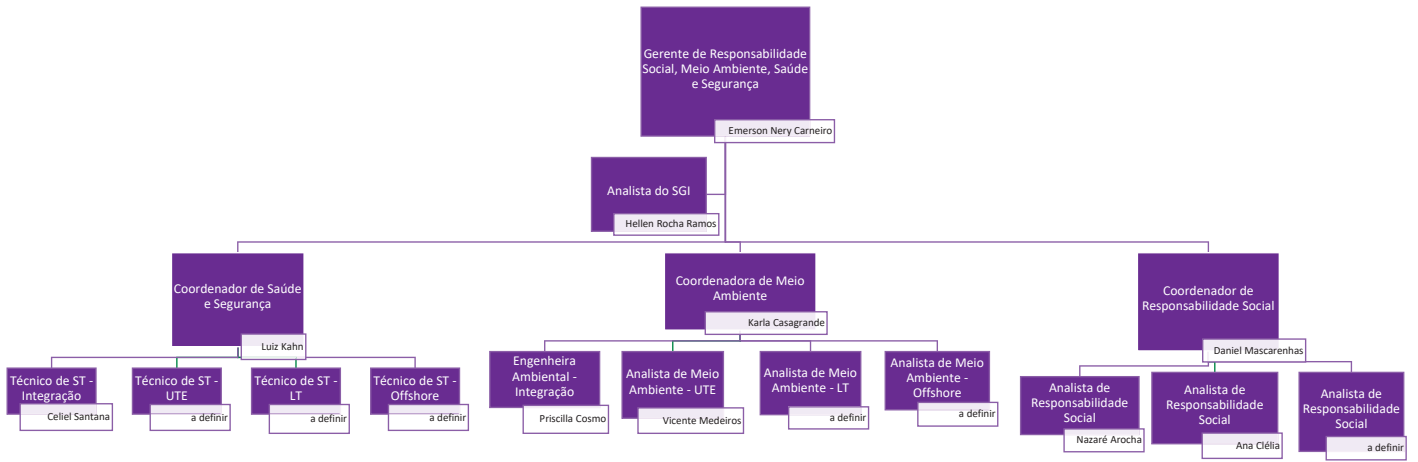 Gerente de Responsabilidade
Social, Meio Ambiente, Saúde
e Segurança
Emerson Nery Carneiro
Analista do SGI
Hellen Rocha Ramos
Coordenador de Saúde
e Segurança
Luiz Kahn
Coordenadora de Meio
Ambiente
Karla Casagrande
Coordenador de
Responsabilidade Social
Daniel Mascarenhas
Técnico de ST -
Integração
Celiel Santana
Técnico de ST -
UTE
a definir
Técnico de ST -
LT
a definir
Técnico de ST -
Offshore
a definir
Engenheira
Ambiental -
Integração
Priscilla Cosmo
Analista de Meio
Ambiente - UTE
Vicente Medeiros
Analista de Meio
Ambiente - LT
a definir
Analista de Meio
Ambiente -
Offshore
a definir
Analista de
Responsabilidade
Social
Nazaré Arocha
Analista de
Responsabilidade
Social
Ana Clélia
Analista de
Responsabilidade
Social
a definir